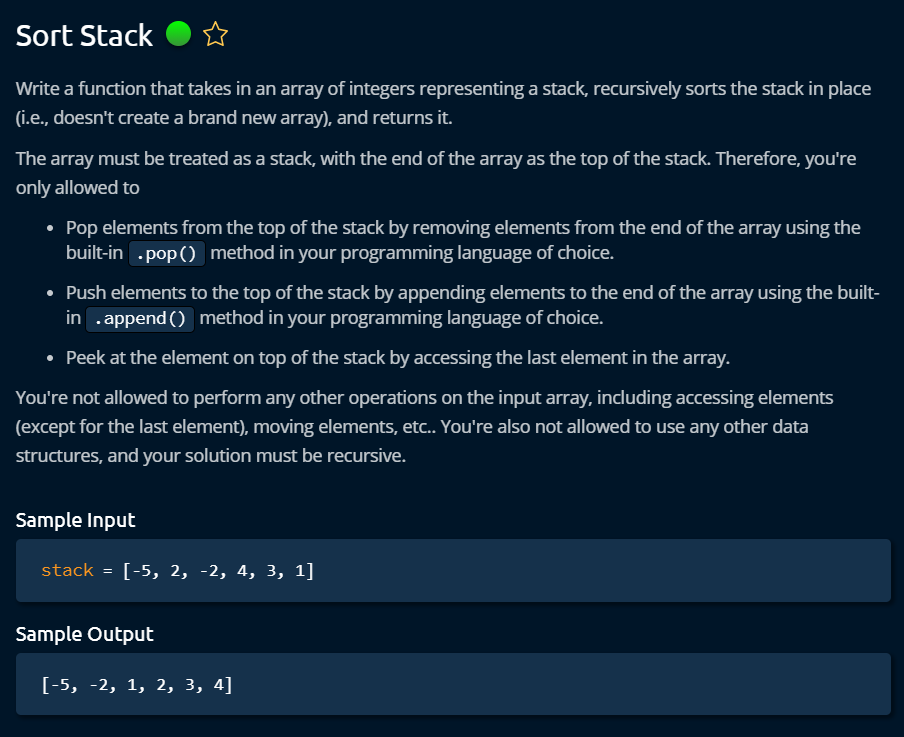 Sort Stack
Write a function that takes in an array of integers representing a stack, recursively sorts the stack in place
(i.e., doesn't create a brand new array), and returns it.
The array must be treated as a stack, with the end of the array as the top of the stack. Therefore, you're
only allowed to
• Pop elements from the top of the stack by removing elements from the end of the array using the
built-in .pop() method in your programming language of choice.
• Push elements to the top of the stack by appending elements to the end of the array using the built-
in .append() method in your programming language of choice.
• Peek at the element on top of the stack by accessing the last element in the array.
You're not allowed to perform any other operations on the input array, including accessing elements
(except for the last element), moving elements, etc.. You're also not allowed to use any other data
structures, and your solution must be recursive.
Sample Input
stack = [-5, 2, -2, 4, 3, 1]
Sample Output
[-5, -2, 1, 2, 3, 4]